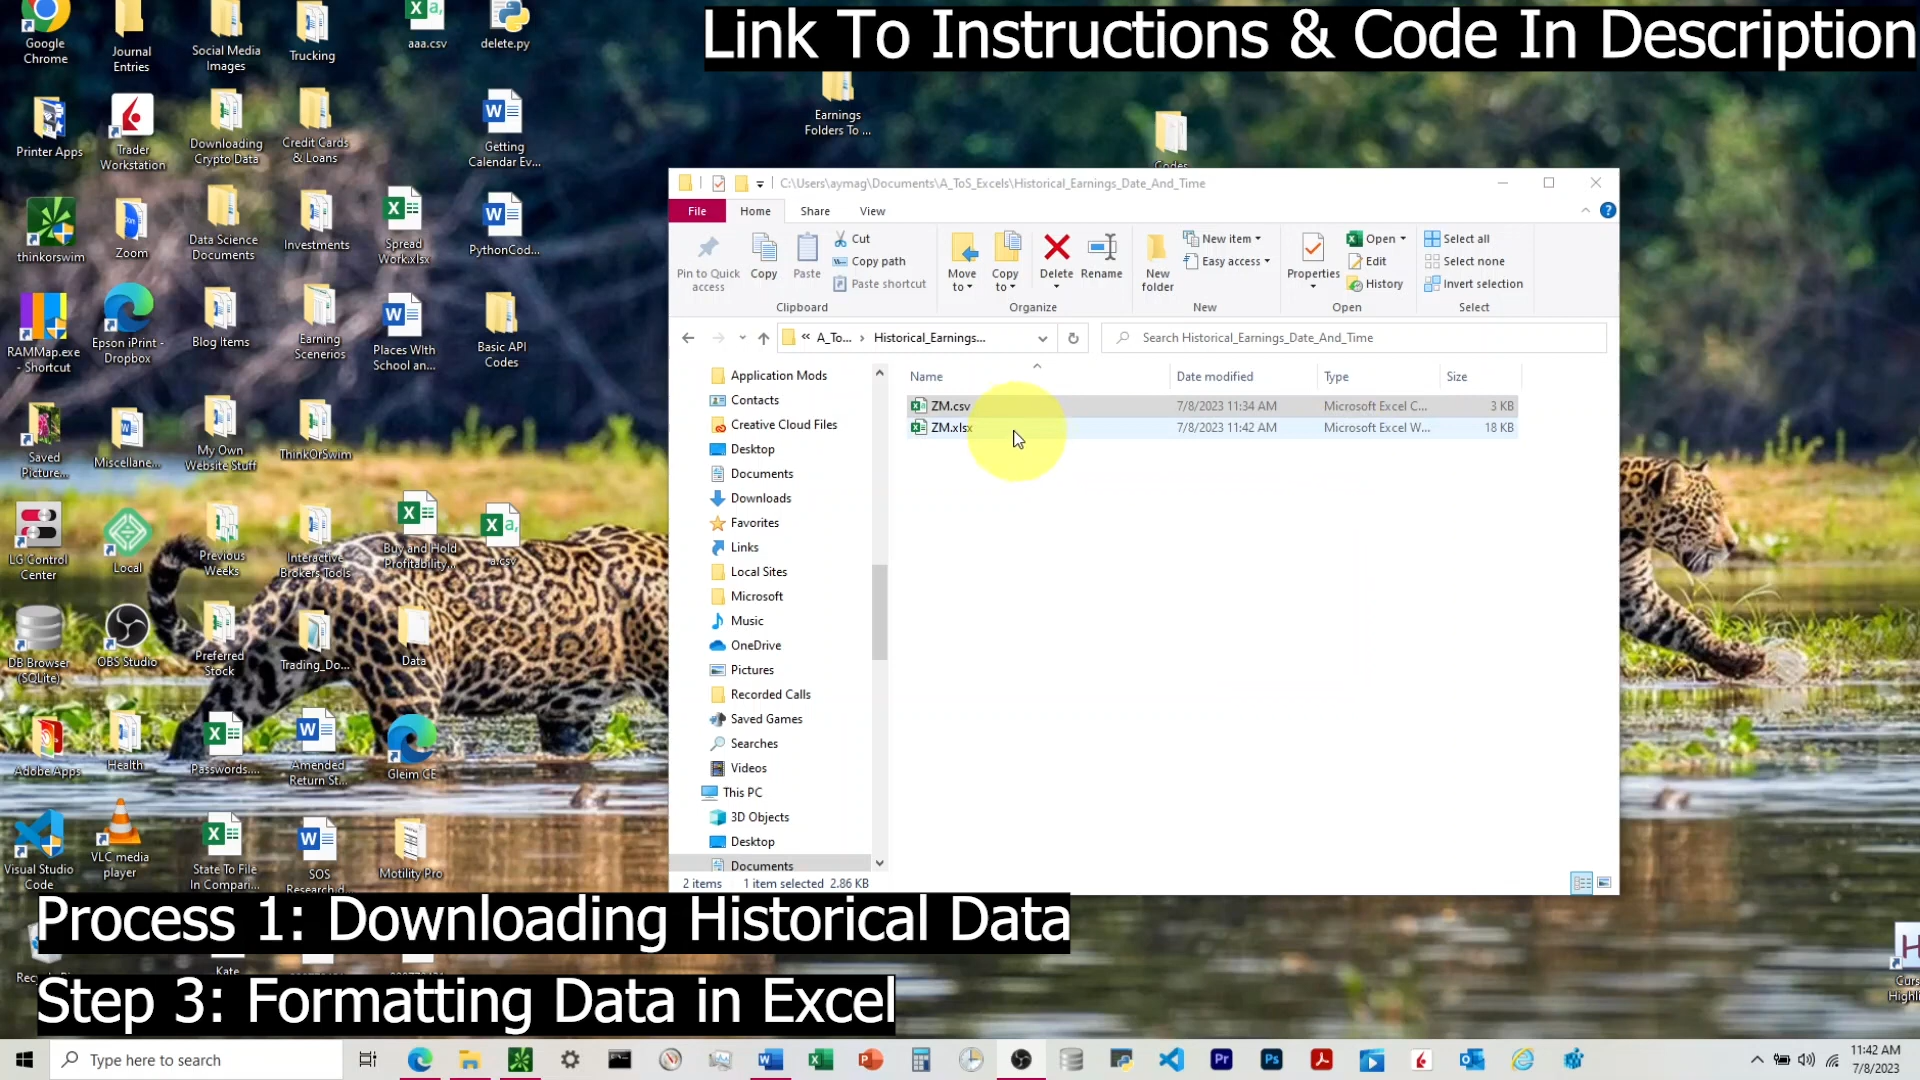 Link To Instructions & Code In Description
Google Chrome
Journal Entries
Social Media Images
Trucking
aaa.csv
delete.py
Printer Apps
Trader Workstation
Downloading Crypto Data
Credit Cards & Loans
Getting Calendar Ev...
Earnings Folders To ...
Codes
thinkorswim
Zoom
Data Science Documents
Investments
Spread Work.xlsx
PythonCod...
RAMMap.exe - Shortcut
Epson iPrint - Dropbox
Blog Items
Earning Scenerios
Places WIth School an...
Basic API Codes
Saved Picture...
Miscellane...
My Own Website Stuff
ThinkOrSwim
LG Control Center
Local
Previous Weeks
Interactive Brokers Tools
Buy and Hold Profitability...
a.csv
DB Browser (SQLite)
OBS Studio
Preferred Stock
Trading_Do...
Data
Adobe Apps
Health
Passwords....
Amended Return St...
Gleim CE
Visual Studio Code
VLC media player
State To File In Compari...
SOS Research.d...
Motility Pro
Kate
C:\Users\aymag\Documents\A_ToS_Excels\Historical_Earnings_Date_And_Time
File Home Share View
Pin to Quick access
Copy
Paste
Cut
Copy path
Paste shortcut
Clipboard
Move to
Copy to
Delete
Rename
Organize
New folder
New item
Easy access
New
Properties
Open
Edit
History
Open
Select all
Select none
Invert selection
Select
« A_To... › Historical_Earnings...
Search Historical_Earnings_Date_And_Time
Name Date modified Type Size
ZM.csv 7/8/2023 11:34 AM Microsoft Excel C... 3 KB
ZM.xlsx 7/8/2023 11:42 AM Microsoft Excel W... 18 KB
Application Mods
Contacts
Creative Cloud Files
Desktop
Documents
Downloads
Favorites
Links
Local Sites
Microsoft
Music
OneDrive
Pictures
Recorded Calls
Saved Games
Searches
Videos
This PC
3D Objects
Desktop
Documents
2 items 1 item selected 2.86 KB
Process 1: Downloading Historical Data
Step 3: Formatting Data in Excel
Type here to search
11:42 AM
7/8/2023